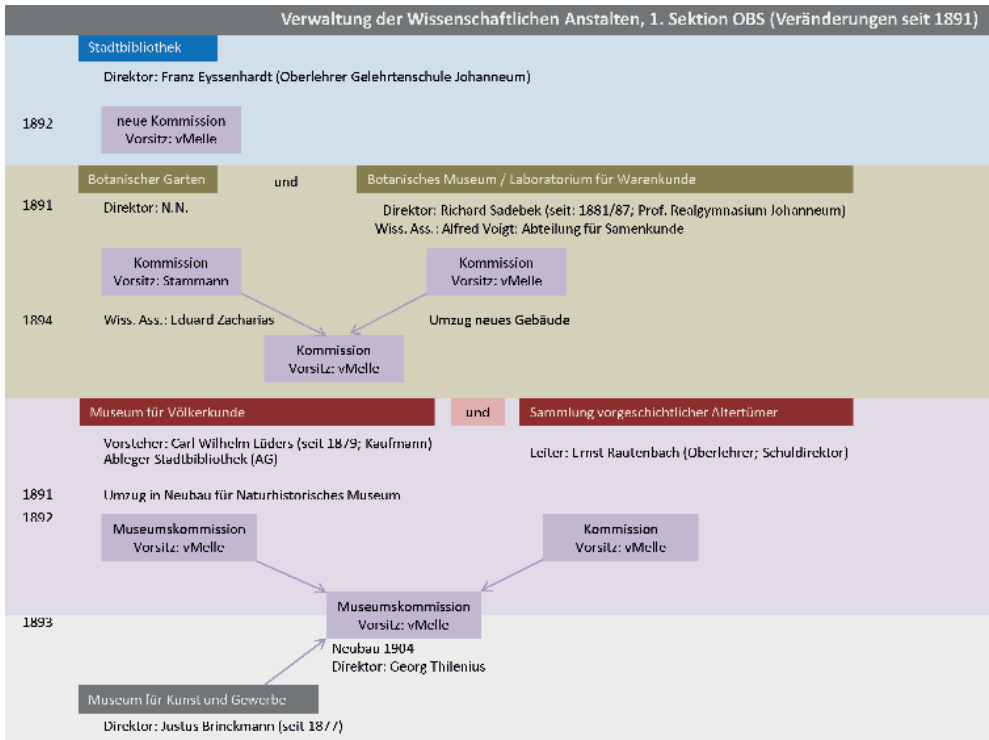 Verwaltung der Wissenschaftlichen Anstalten, 1. Sektion OBS (Veränderungen seit 1891)
Stadtbibliothek
Direktor: Franz Eyssenhardt (Oberlehrer Gelehrtenschule Johanneum)
1892
neue Kommission
Vorsitz: vMelle
Botanischer Garten
und
Botanisches Museum / Laboratorium für Warenkunde
1891
Direktor: N.N.
Direktor: Richard Sadebek (seit: 1881/87; Prof. Realgymnasium Johanneum)
Wiss. Ass.: Alfred Voigt: Abteilung für Samenkunde
Kommission
Vorsitz: Stammann
Kommission
Vorsitz: vMelle
1894
Wiss. Ass.: Eduard Zacharias
Umzug neues Gebäude
Kommission
Vorsitz: vMelle
Museum für Völkerkunde
und
Sammlung vorgeschichtlicher Altertümer
Vorsteher: Carl Wilhelm Lüders (seit 1879; Kaufmann)
Ableger Stadtbibliothek (AG)
Leiter: Ernst Rautenbach (Oberlehrer; Schuldirektor)
1891
Umzug in Neubau für Naturhistorisches Museum
1892
Museumskommission
Vorsitz: vMelle
Kommission
Vorsitz: vMelle
1893
Museumskommission
Vorsitz: vMelle
Neubau 1904
Direktor: Georg Thilenius
Museum für Kunst und Gewerbe
Direktor: Justus Brinckmann (seit 1877)